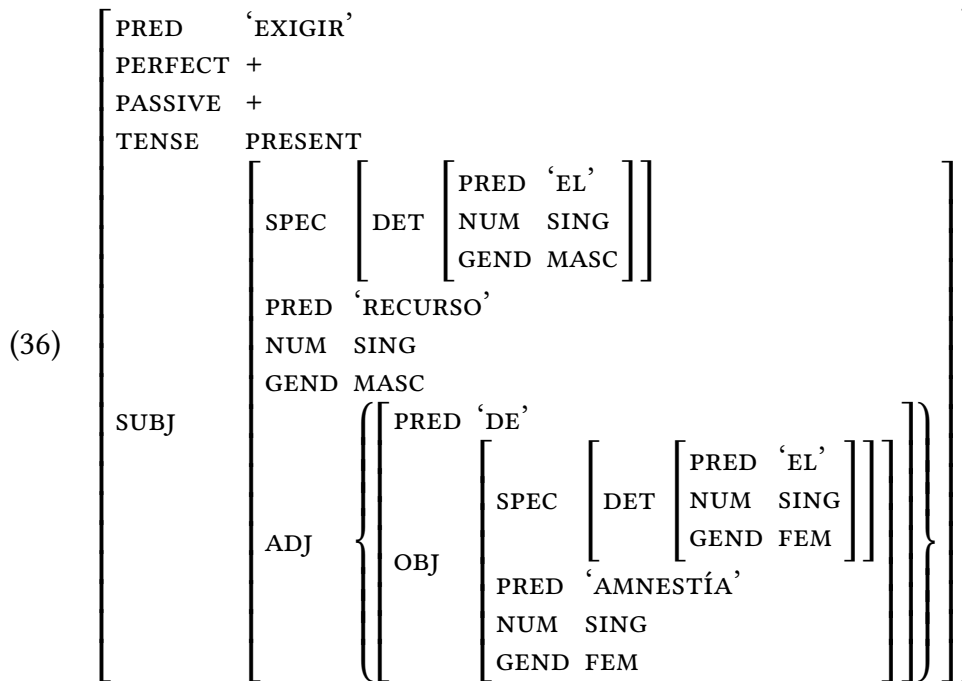 PRED ‘EXIGIR’
PERFECT +
PASSIVE +
TENSE PRESENT
PRED ‘EL’
SPEC DET NUM SING
GEND MASC
PRED ‘RECURSO’
(36) NUM SING
GEND MASC
SUBJ PRED ‘DE’
PRED ‘EL’
SPEC DET NUM SING
GEND FEM
ADJ OBJ
PRED ‘AMNESTÍA’
NUM SING
GEND FEM